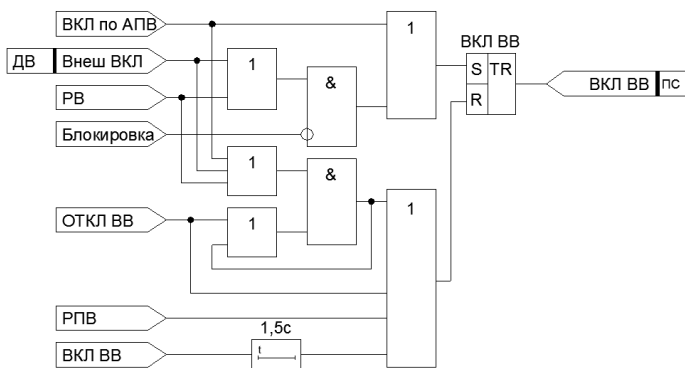 ВКЛ по АПВ
1
ВКЛ ВВ
ДВ Внеш ВКЛ
1
S TR
&
ВКЛ ВВ ПС
РВ
R
Блокировка
1
&
ОТКЛ ВВ
1
1
РПВ
1,5с
ВКЛ ВВ
t